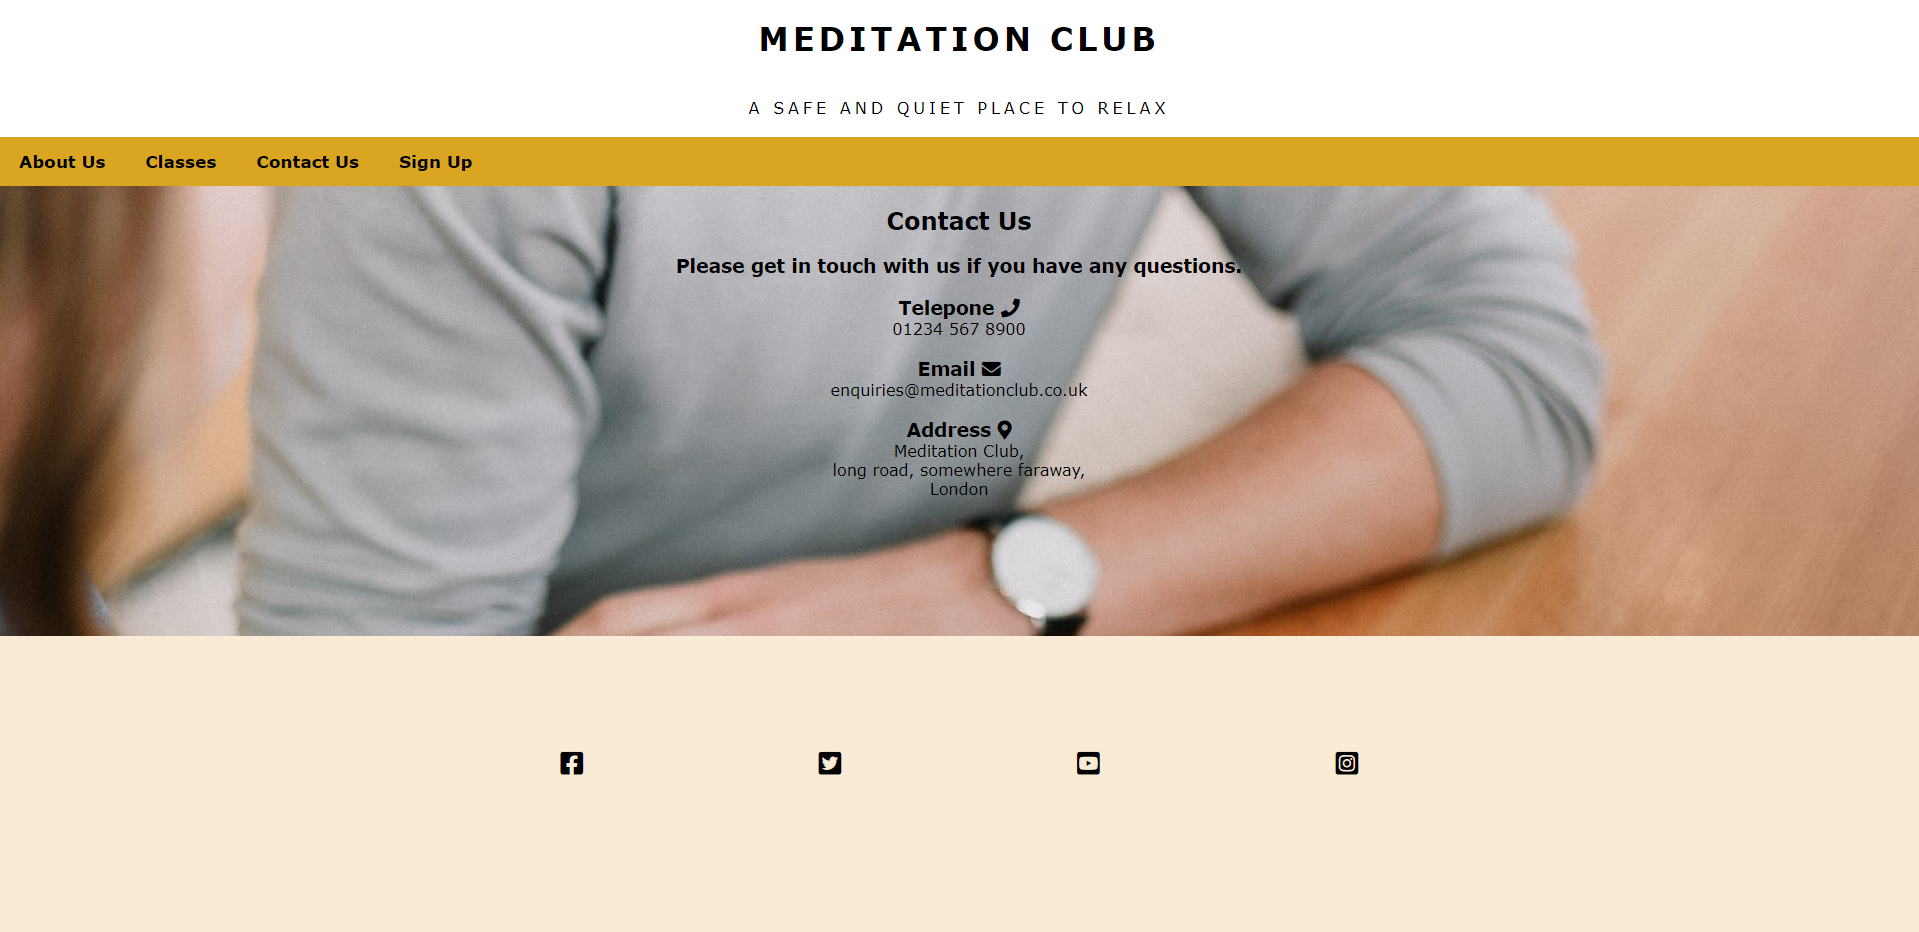 MEDITATION CLUB
A SAFE AND QUIET PLACE TO RELAX
About Us Classes Contact Us Sign Up
Contact Us
Please get in touch with us if you have any questions.
Telepone
01234 567 8900
Email
enquiries@meditationclub.co.uk
Address
Meditation Club,
long road, somewhere faraway,
London